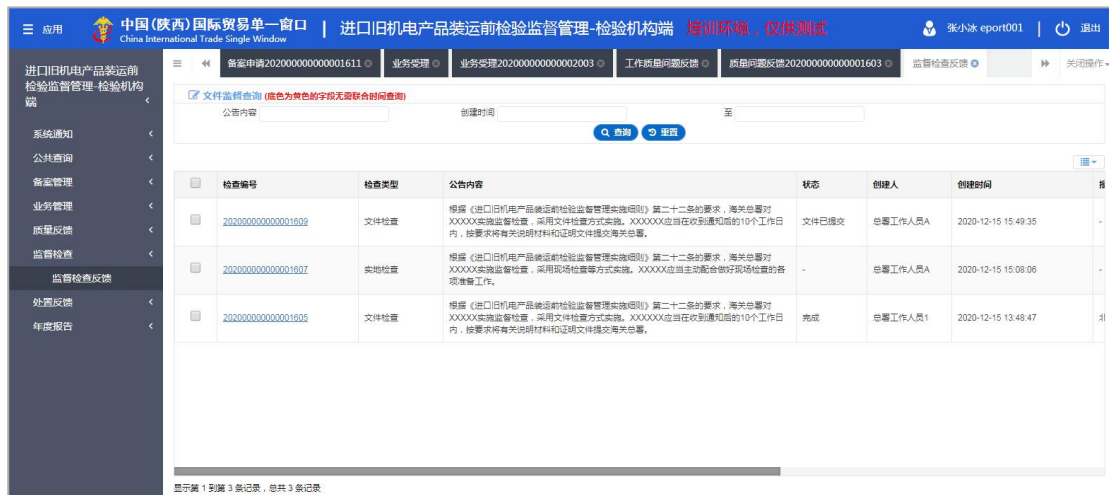 应用
中国(陕西)国际贸易单一窗口
China International Trade Single Window
进口旧机电产品装运前检验监督管理-检验机构端
培训环境，仅供测试
张小冰 eport001
退出
备案申请202000000000001611
业务受理
业务受理202000000000002003
工作质量问题反馈
质量问题反馈202000000000001603
监督检查反馈
关闭操作
进口旧机电产品装运前
检验监督管理-检验机构
端
系统通知
公共查询
备案管理
业务管理
质量反馈
监督检查
监督检查反馈
处置反馈
年度报告
文件监督查询 (底色为黄色的字段无须联合时间查询)
公告内容
创建时间
至
查询
重置
检查编号
检查类型
公告内容
状态
创建人
创建时间
202000000000001609
文件检查
根据《进口旧机电产品装运前检验监督管理实施细则》第二十二条的要求，海关总署对
XXXXX实施监督检查，采用文件检查方式实施。XXXXXX应当在收到通知后的10个工作日
内，按要求将有关说明材料和证明文件提交海关总署。
文件已提交
总署工作人员A
2020-12-15 15:49:35
-
202000000000001607
实地检查
根据《进口旧机电产品装运前检验监督管理实施细则》第二十二条的要求，海关总署对
XXXXX实施监督检查，采用现场检查等方式实施。XXXXX应当主动配合做好现场检查的各
项准备工作。
-
总署工作人员A
2020-12-15 15:08:06
-
202000000000001605
文件检查
根据《进口旧机电产品装运前检验监督管理实施细则》第二十二条的要求，海关总署对
XXXXX实施监督检查，采用文件检查方式实施。XXXXXX应当在收到通知后的10个工作日
内，按要求将有关说明材料和证明文件提交海关总署。
完成
总署工作人员1
2020-12-15 13:48:47
显示第 1 到第 3 条记录，总共 3 条记录